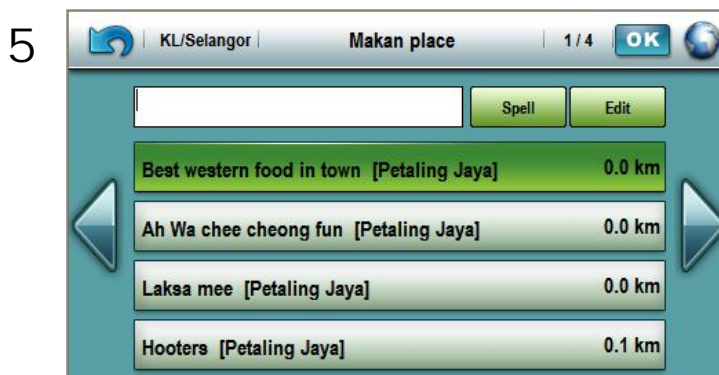 5
KL/Selangor Makan place 1 / 4 OK
Spell Edit
Best western food in town [Petaling Jaya] 0.0 km
Ah Wa chee cheong fun [Petaling Jaya] 0.0 km
Laksa mee [Petaling Jaya] 0.0 km
Hooters [Petaling Jaya] 0.1 km